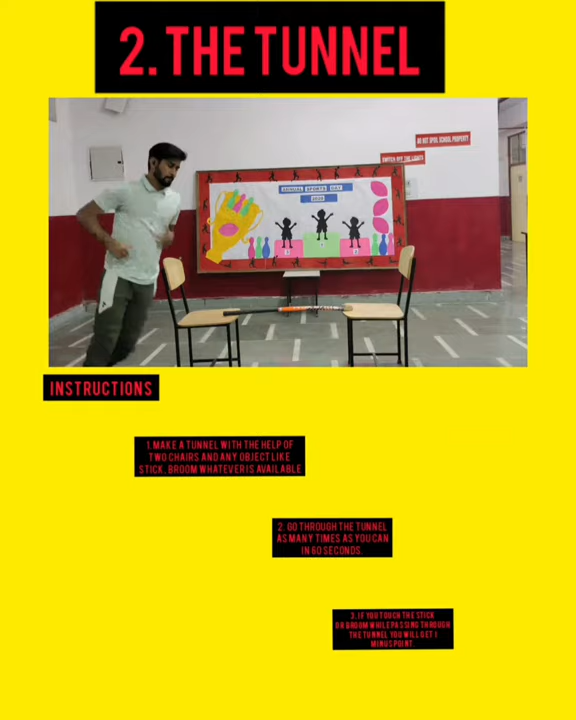 2. THE TUNNEL
DO NOT SPOIL SCHOOL PROPERTY
SWITCH OFF THE LIGHTS
ANNUAL SPORTS DAY
INSTRUCTIONS
1. MAKE A TUNNEL WITH THE HELP OF
TWO CHAIRS AND ANY OBJECT LIKE
STICK, BROOM WHATEVER IS AVAILABLE
2. GO THROUGH THE TUNNEL
AS MANY TIMES AS YOU CAN
IN 60 SECONDS.
3. IF YOU TOUCH THE STICK
OR BROOM WHILE PASSING THROUGH
THE TUNNEL YOU WILL GET 1
MINUS POINT